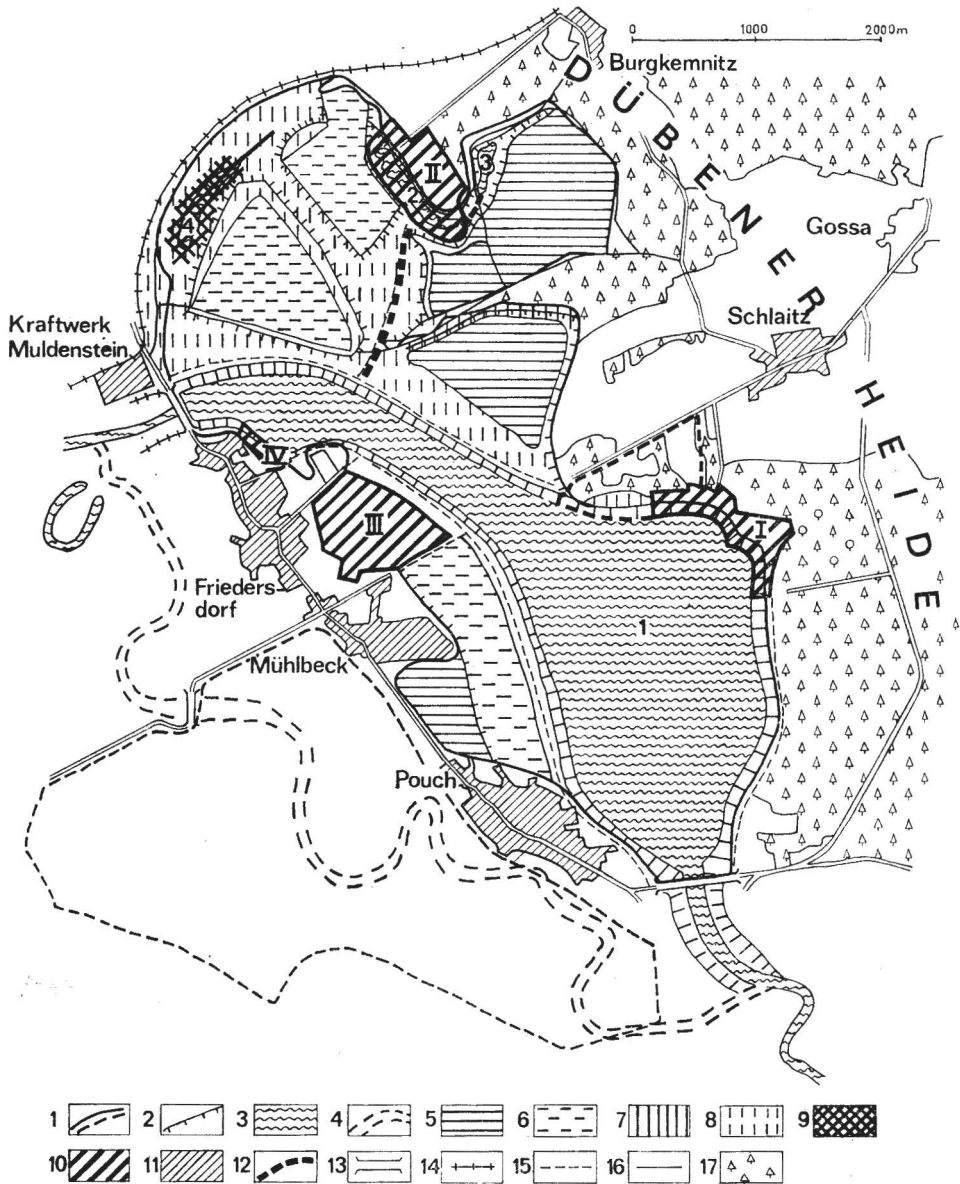 0 1000 2000m
Burgkemnitz
DÜBENER HEIDE
II
3
2
4
Gossa
Schlaitz
Kraftwerk
Muldenstein
IV
III
I
1
Frieders-
dorf
Mühlbeck
Pouch
1 2 3 4 5 6 7 8 9
10 11 12 13 14 15 16 17